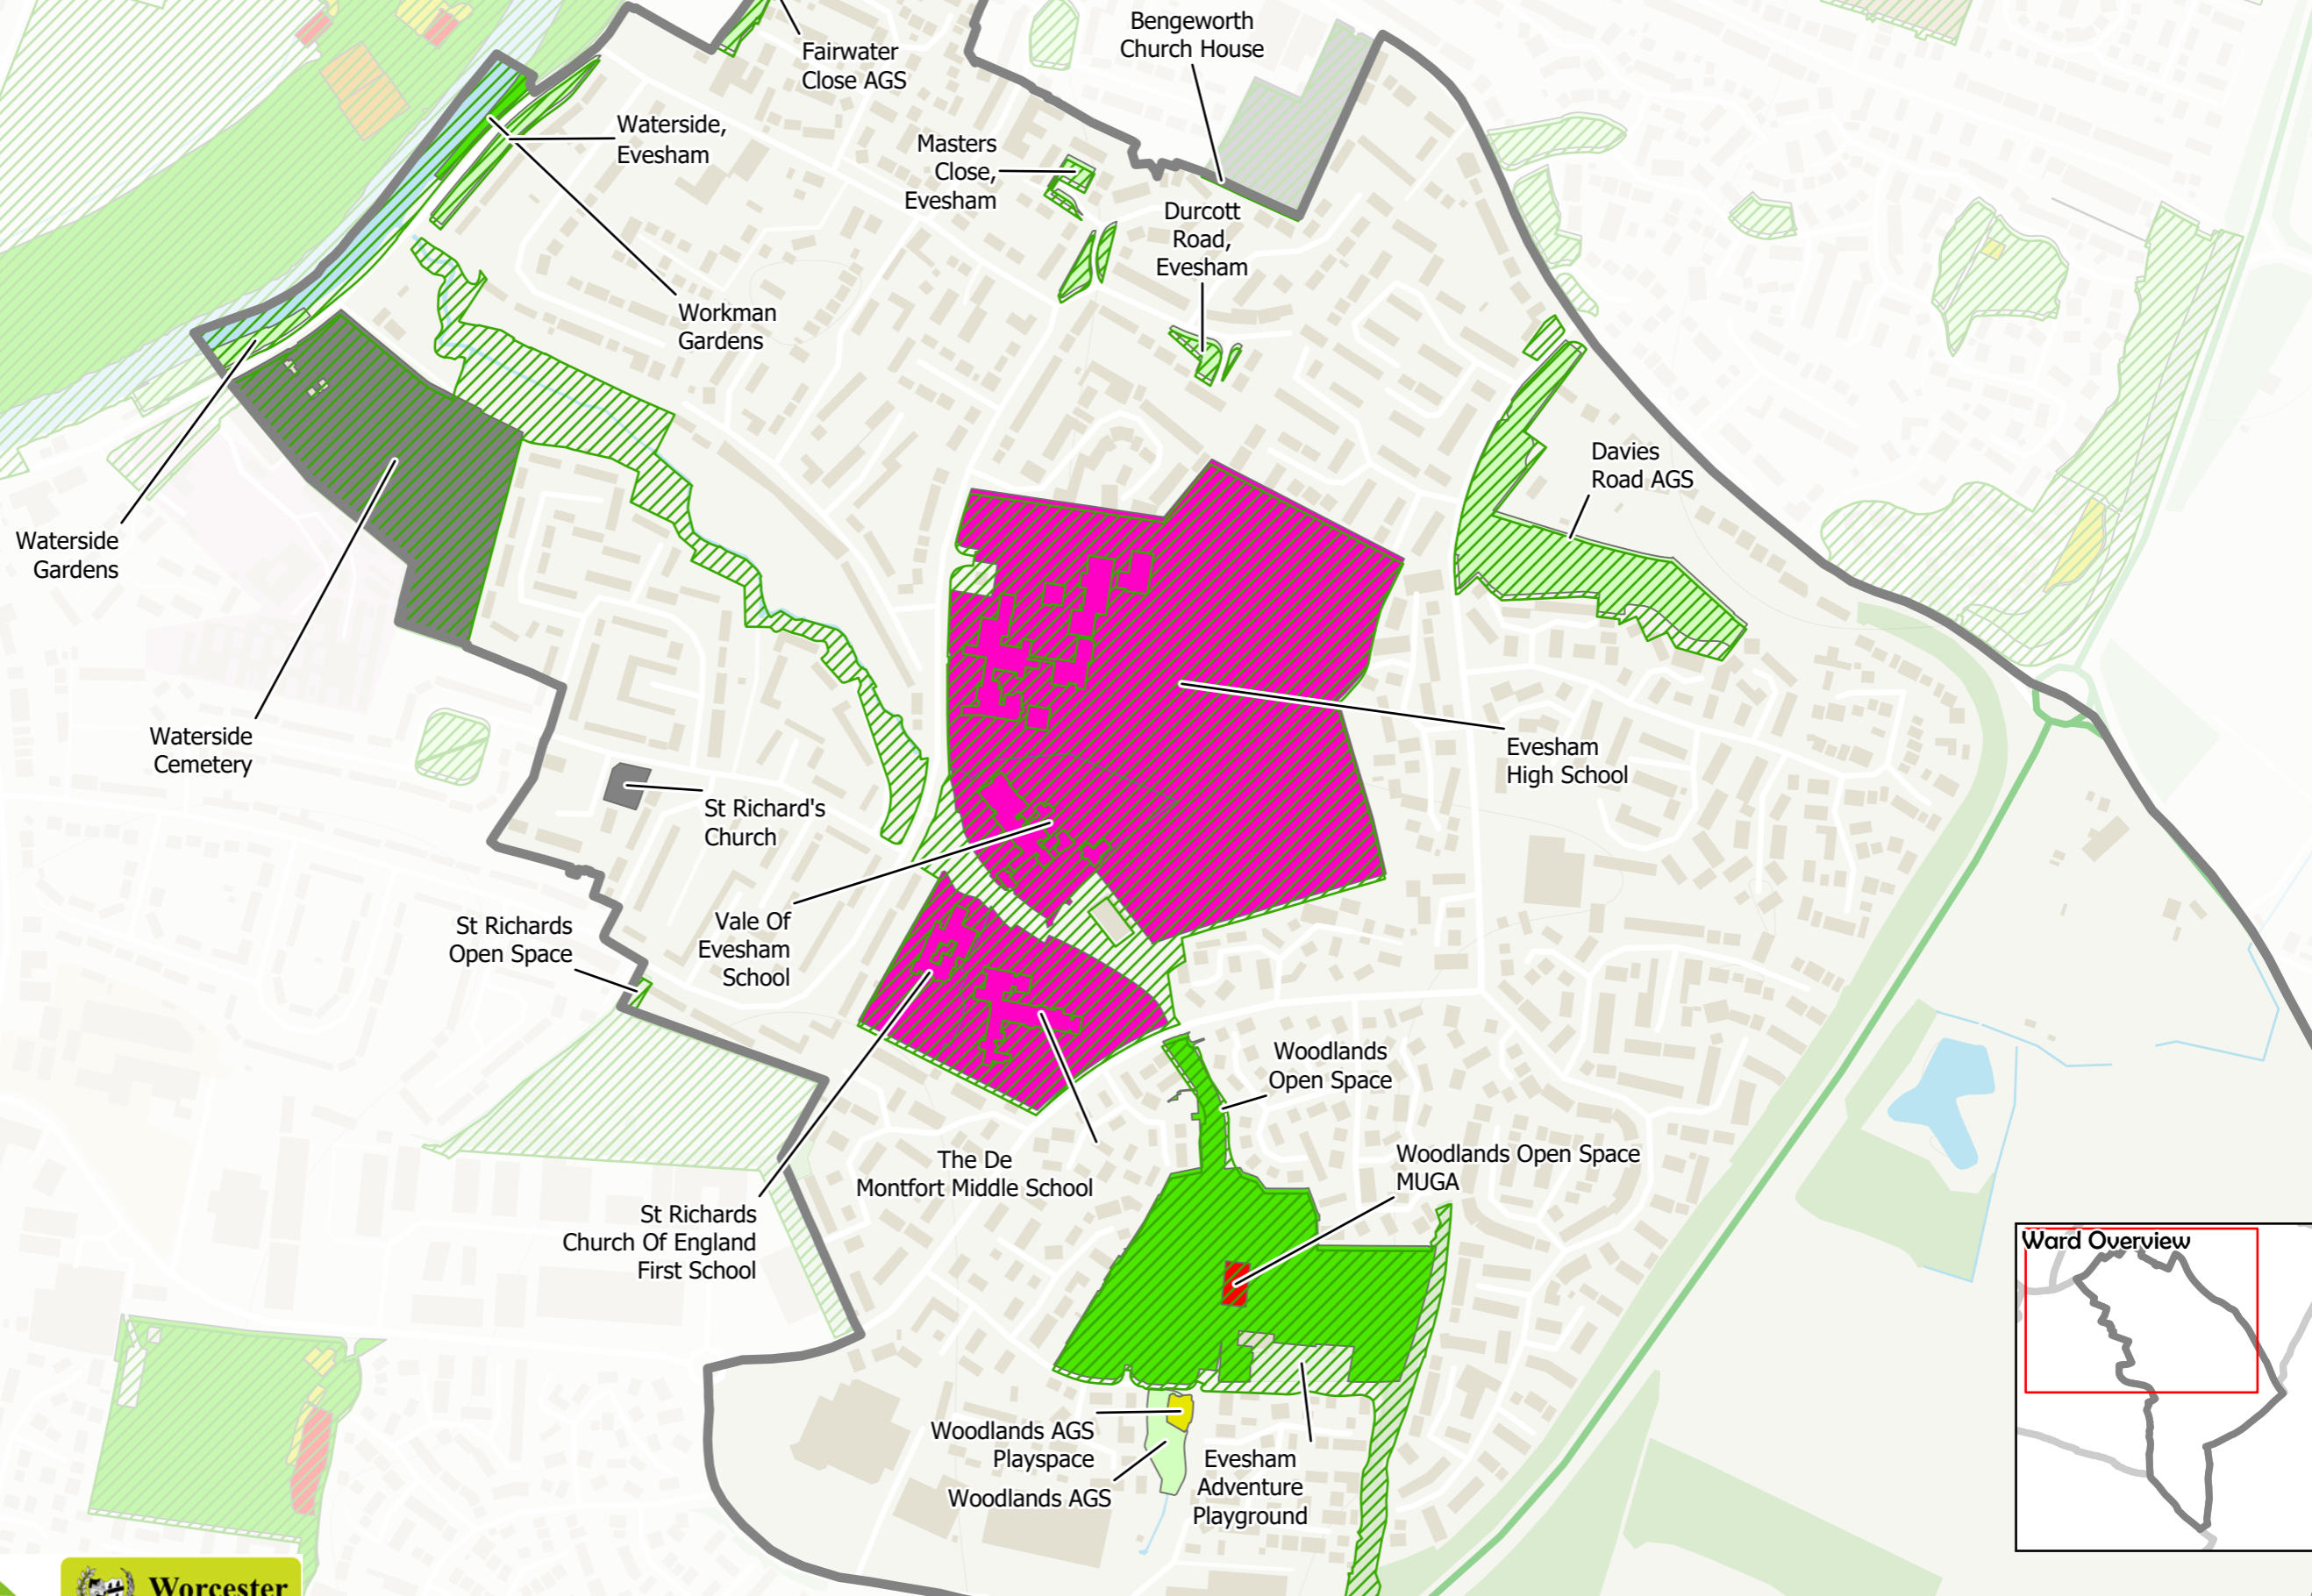 Bengeworth
Church House
Fairwater
Close AGS
Waterside,
Evesham
Masters
Close,
Evesham
Durcott
Road,
Evesham
Workman
Gardens
Davies
Road AGS
Waterside
Gardens
Waterside
Cemetery
Evesham
High School
St Richard's
Church
Vale Of
Evesham
School
St Richards
Open Space
Woodlands
Open Space
The De
Montfort Middle School
Woodlands Open Space
MUGA
St Richards
Church Of England
First School
Ward Overview
Woodlands AGS
Playspace
Woodlands AGS
Evesham
Adventure
Playground
Worcester